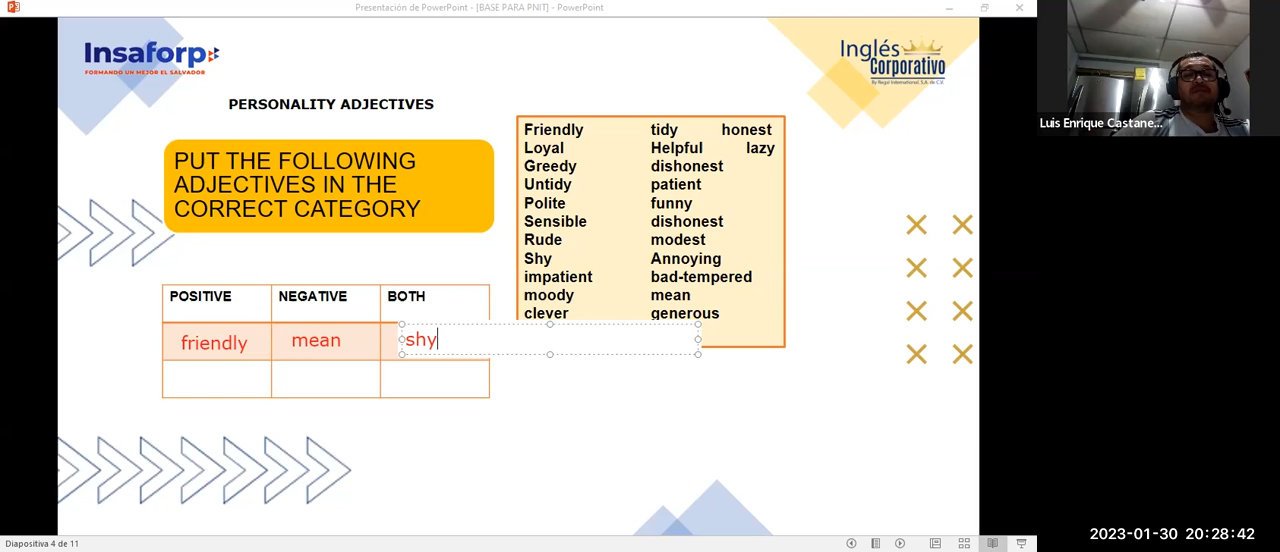 Presentación de PowerPoint - [BASE PARA PNIT] - PowerPoint
Insaforp
FORMANDO UN MEJOR EL SALVADOR
Inglés
Corporativo
By Regal International, S.A. de C.V.
PERSONALITY ADJECTIVES
PUT THE FOLLOWING
ADJECTIVES IN THE
CORRECT CATEGORY
Friendly tidy honest
Loyal Helpful lazy
Greedy dishonest
Untidy patient
Polite funny
Sensible dishonest
Rude modest
Shy Annoying
impatient bad-tempered
moody mean
clever generous
POSITIVE NEGATIVE BOTH
friendly mean shy
Luis Enrique Castane...
Diapositiva 4 de 11
2023-01-30 20:28:42